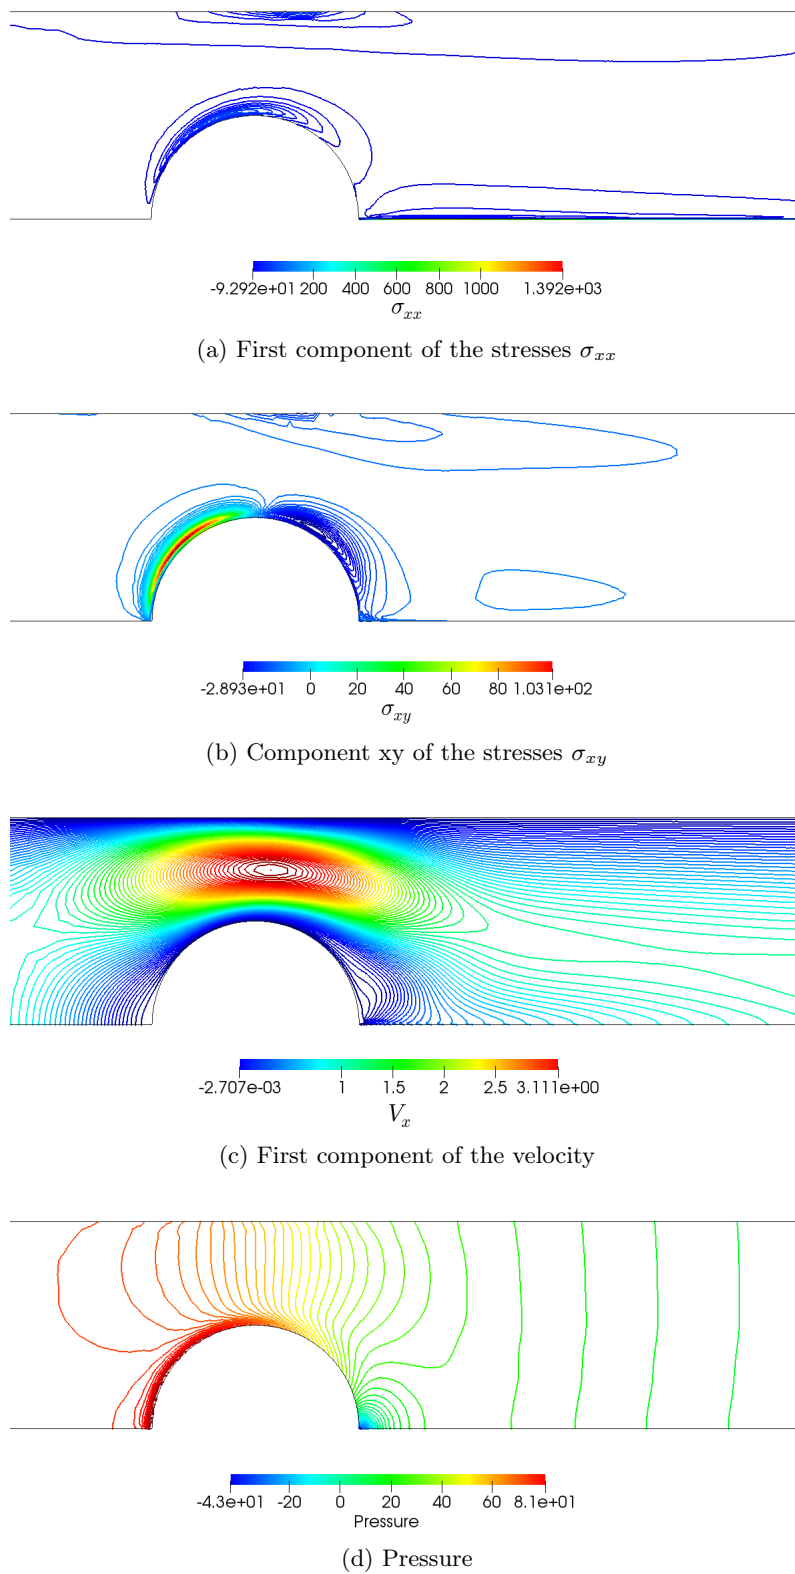 -9.292e+01 200 400 600 800 1000 1.392e+03
σxx
(a) First component of the stresses σxx
-2.893e+01 0 20 40 60 80 1.031e+02
σxy
(b) Component xy of the stresses σxy
-2.707e-03 1 1.5 2 2.5 3.111e+00
Vx
(c) First component of the velocity
-4.3e+01 -20 0 20 40 60 8.1e+01
Pressure
(d) Pressure